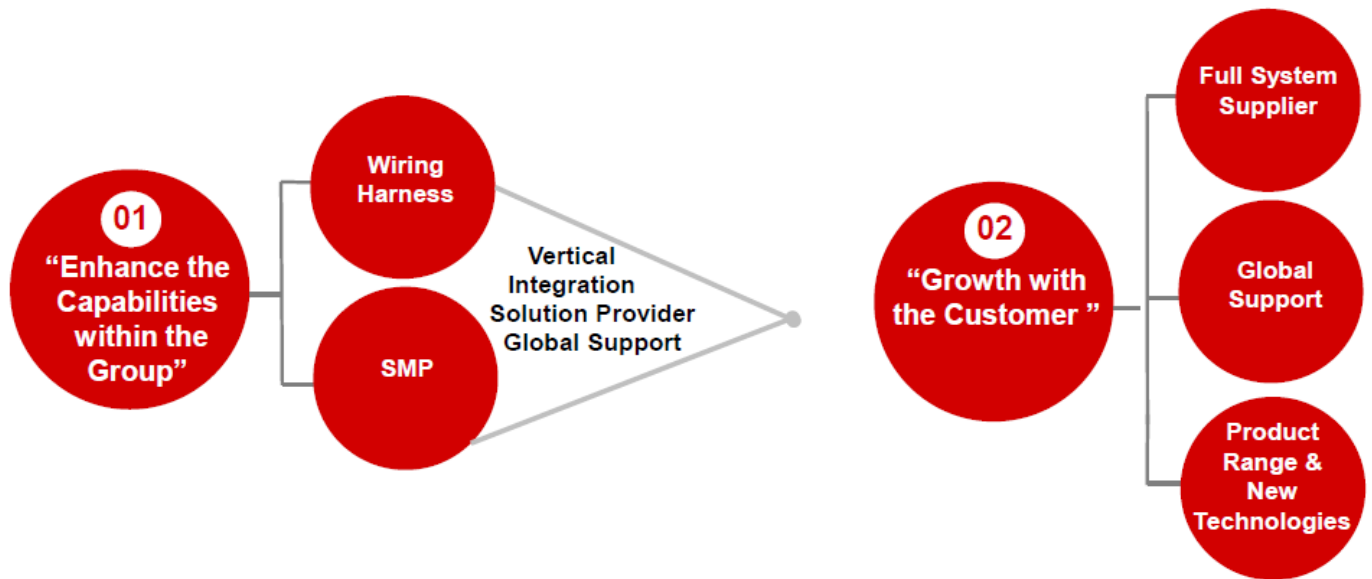 01
“Enhance the
Capabilities
within the
Group”
Wiring
Harness
SMP
Vertical
Integration
Solution Provider
Global Support
02
“Growth with
the Customer ”
Full System
Supplier
Global
Support
Product
Range &
New
Technologies